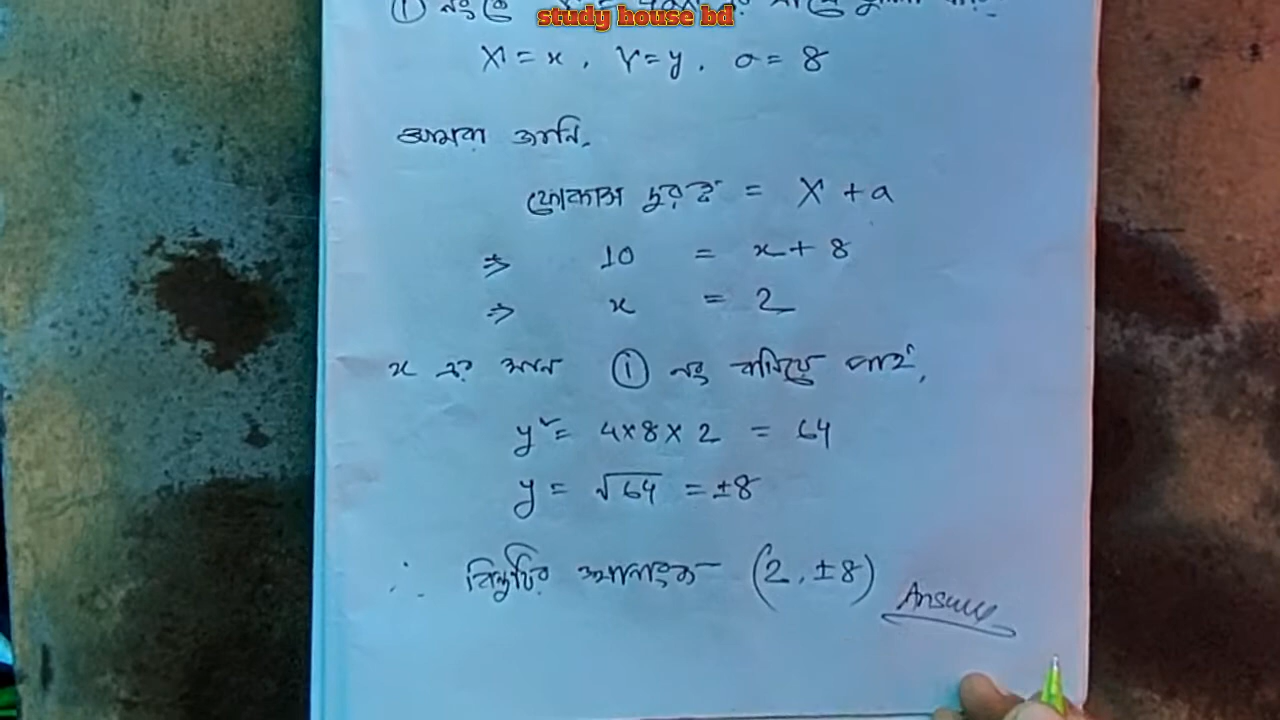 ① নং কে
study house bd
X = x, Y = y, a = 8
আমরা জানি,
ফোকাস দূরত্ব = X + a
⇒ 10 = x + 8
⇒ x = 2
x এর মান ① নং বসিয়ে পাই,
y² = 4×8×2 = 64
y = √64 = ±8
∴ বিন্দুটির স্থানাংক (2, ±8) Answer